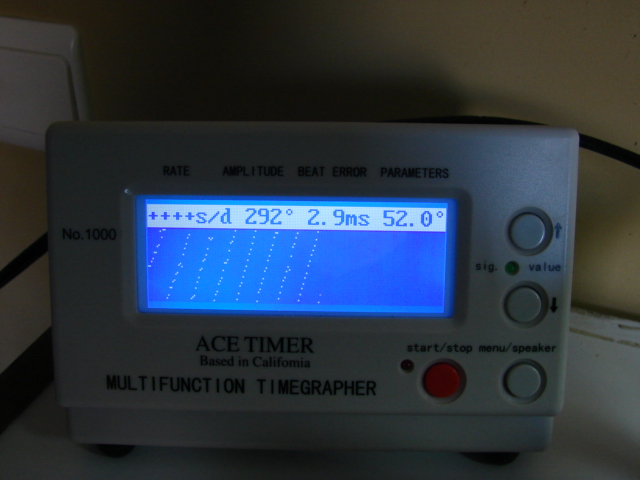 RATE AMPLITUDE BEAT ERROR PARAMETERS
++++s/d 292° 2.9ms 52.0°
No.1000
↑
sig. value
↓
ACE TIMER
Based in California
start/stop menu/speaker
MULTIFUNCTION TIMEGRAPHER